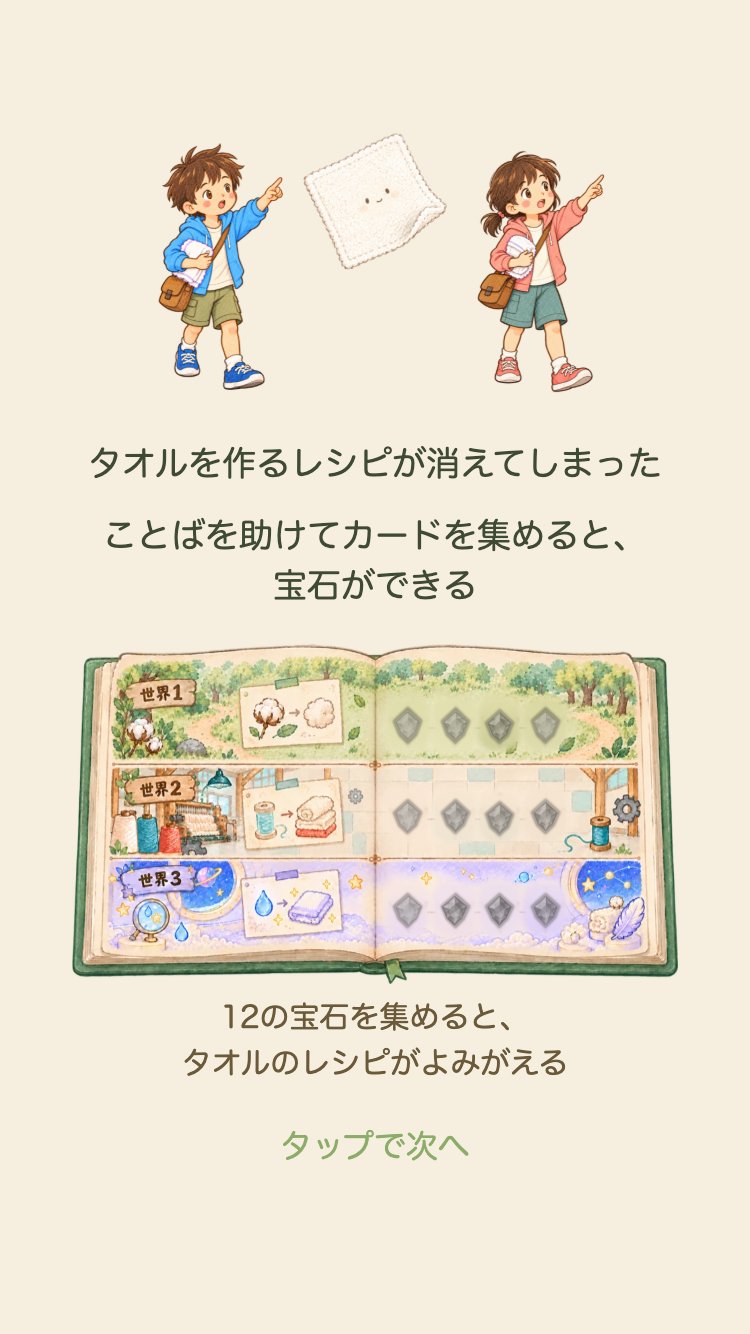 タオルを作るレシピが消えてしまった
ことばを助けてカードを集めると、
宝石ができる
世界1
世界2
世界3
12の宝石を集めると、
タオルのレシピがよみがえる
タップで次へ